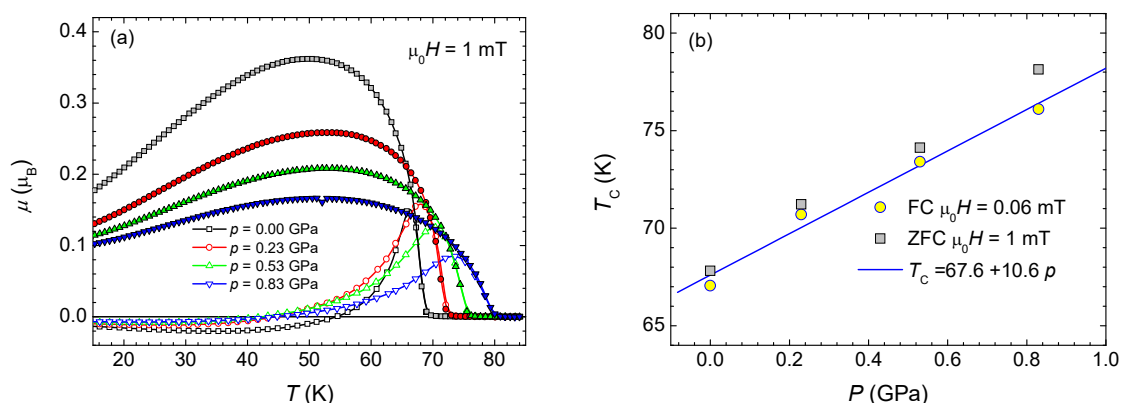 (a)
μ₀H = 1 mT
0.4
0.3
0.2
0.1
0.0
μ (μ_B)
p = 0.00 GPa
p = 0.23 GPa
p = 0.53 GPa
p = 0.83 GPa
20 30 40 50 60 70 80
T (K)
(b)
80
75
70
65
T_C (K)
FC μ₀H = 0.06 mT
ZFC μ₀H = 1 mT
T_C =67.6 +10.6 p
0.0 0.2 0.4 0.6 0.8 1.0
P (GPa)